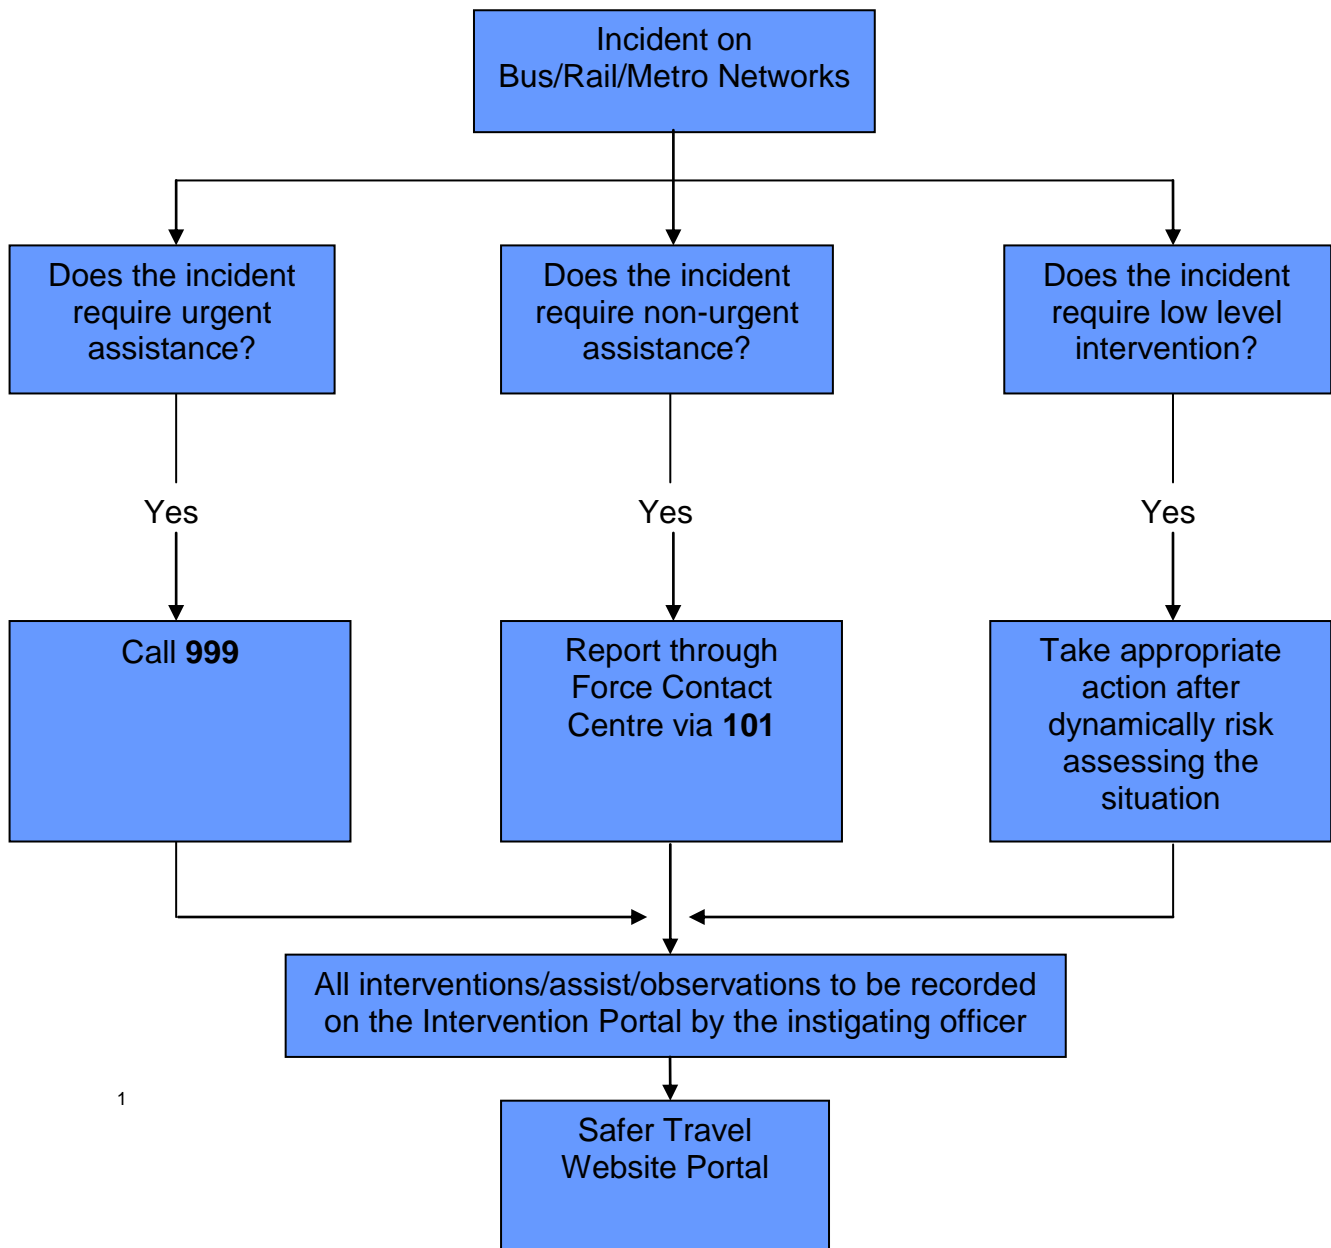 Incident on
Bus/Rail/Metro Networks
Does the incident
require urgent
assistance?
Does the incident
require non-urgent
assistance?
Does the incident
require low level
intervention?
Yes
Yes
Yes
Call 999
Report through
Force Contact
Centre via 101
Take appropriate
action after
dynamically risk
assessing the
situation
All interventions/assist/observations to be recorded
on the Intervention Portal by the instigating officer
1
Safer Travel
Website Portal